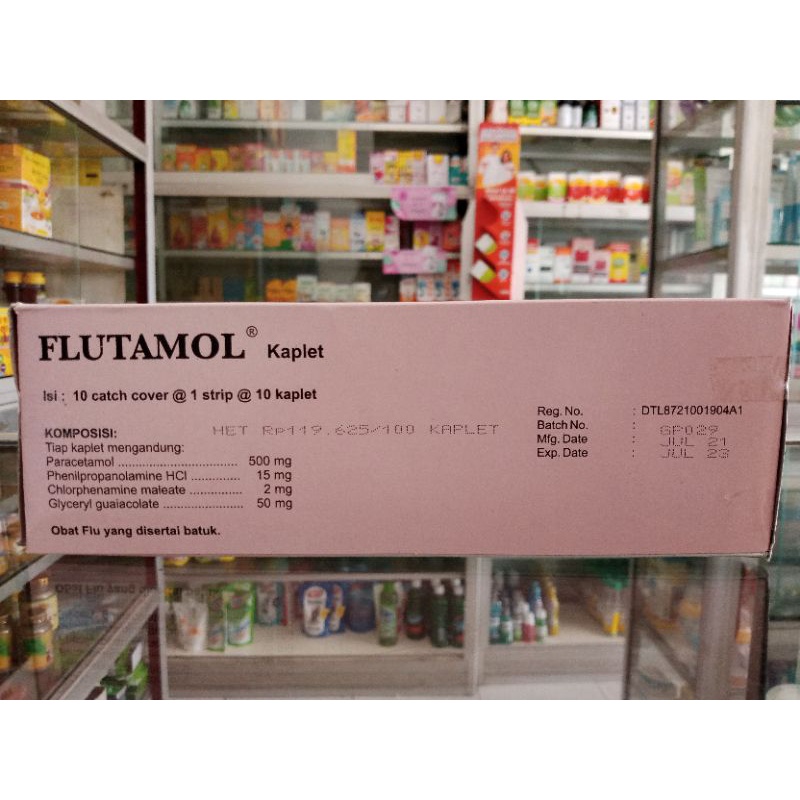 FLUTAMOL® Kaplet
Isi : 10 catch cover @ 1 strip @ 10 kaplet
KOMPOSISI:
HET Rp119.625/100 KAPLET
Tiap kaplet mengandung:
Paracetamol ................................ 500 mg
Phenilpropanolamine HCl ........... 15 mg
Chlorphenamine maleate ............... 2 mg
Glyceryl guaiacolate ....................... 50 mg
Obat Flu yang disertai batuk.
Reg. No. : DTL8721001904A1
Batch No. : GP029
Mfg. Date : JUL 21
Exp. Date : JUL 23